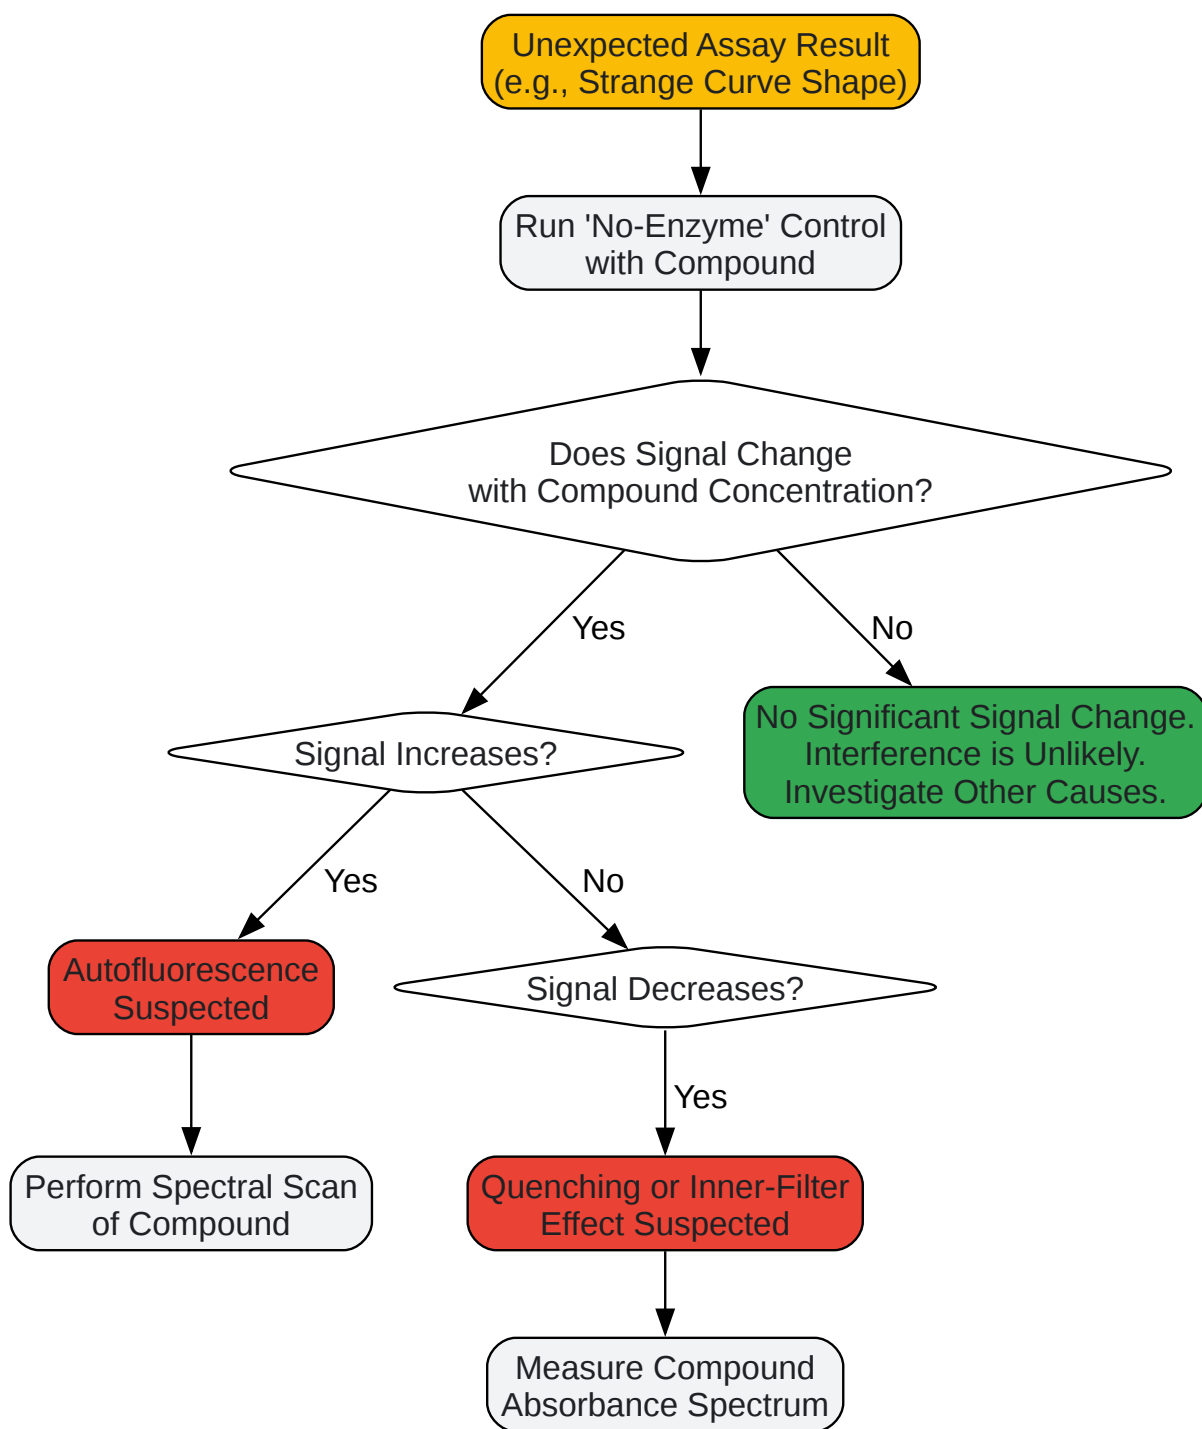 Unexpected Assay Result
(e.g., Strange Curve Shape)
Run 'No-Enzyme' Control
with Compound
Does Signal Change
with Compound Concentration?
Yes
No
Signal Increases?
No Significant Signal Change.
Interference is Unlikely.
Investigate Other Causes.
Yes
No
Autofluorescence
Suspected
Signal Decreases?
Yes
Perform Spectral Scan
of Compound
Quenching or Inner-Filter
Effect Suspected
Measure Compound
Absorbance Spectrum